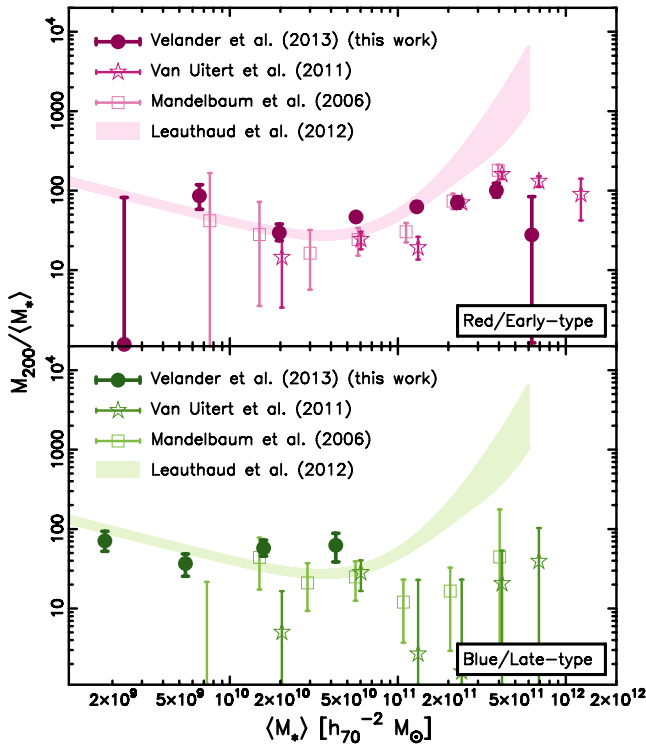 10⁴
Velander et al. (2013) (this work)
Van Uitert et al. (2011)
Mandelbaum et al. (2006)
Leauthaud et al. (2012)
1000
100
10
Red/Early-type
M₂₀₀/⟨M*⟩
10⁴
Velander et al. (2013) (this work)
Van Uitert et al. (2011)
Mandelbaum et al. (2006)
Leauthaud et al. (2012)
1000
100
10
Blue/Late-type
2×10⁹ 5×10⁹ 10¹⁰ 2×10¹⁰ 5×10¹⁰ 10¹¹ 2×10¹¹ 5×10¹¹ 10¹² 2×10¹²
⟨M*⟩ [h₇₀⁻² M☉]